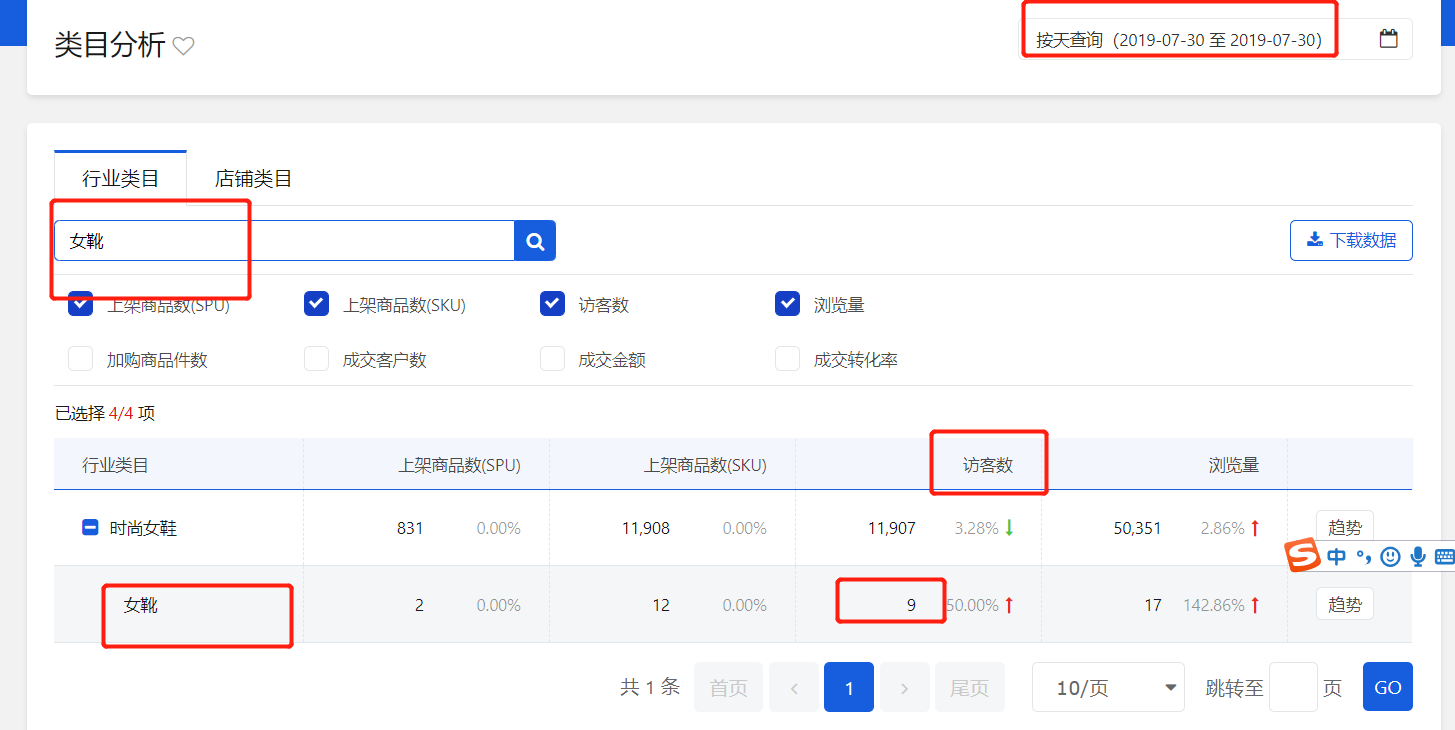 类目分析
按天查询（2019-07-30 至 2019-07-30）
行业类目 店铺类目
女靴
下载数据
上架商品数(SPU) 上架商品数(SKU) 访客数 浏览量
加购商品件数 成交客户数 成交金额 成交转化率
已选择 4/4 项
行业类目 上架商品数(SPU) 上架商品数(SKU) 访客数 浏览量
时尚女鞋 831 0.00% 11,908 0.00% 11,907 3.28% 50,351 2.86% 趋势
中
女靴 2 0.00% 12 0.00% 9 50.00% 17 142.86% 趋势
共 1 条 首页 1 尾页 10/页 跳转至 页 GO